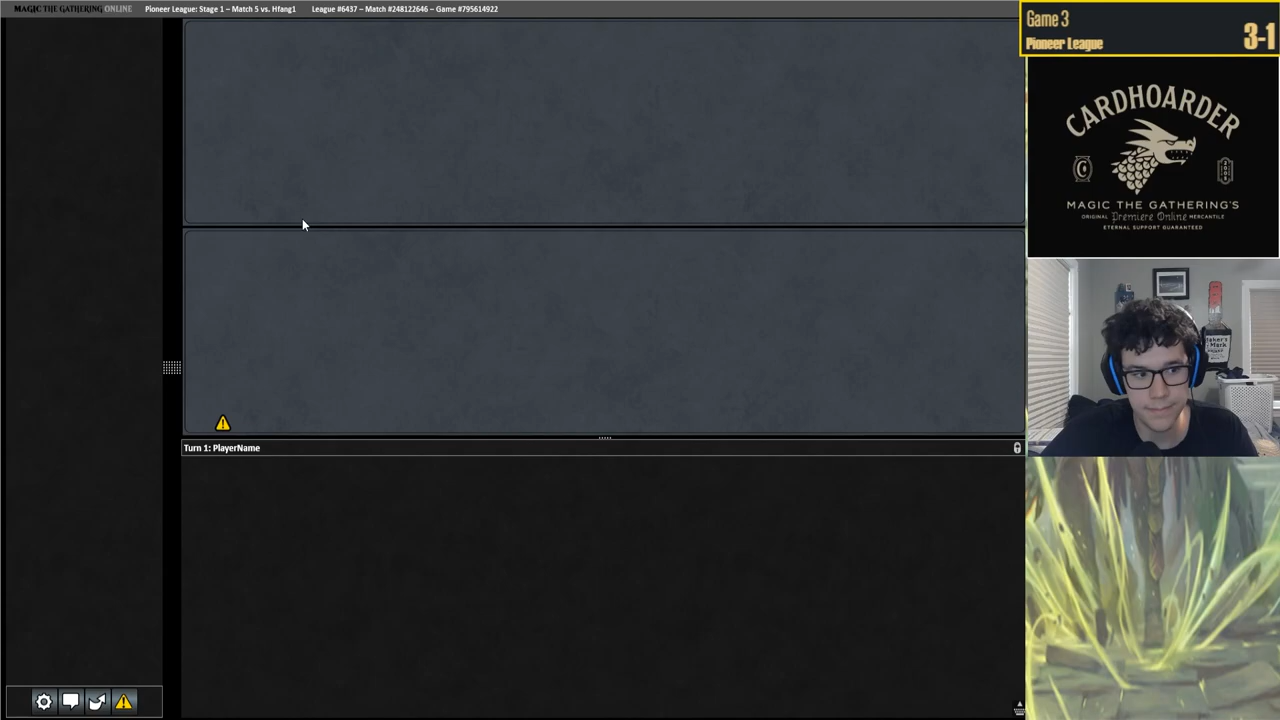 MAGIC THE GATHERING ONLINE
Pioneer League: Stage 1 – Match 5 vs. Hfang1
League #6437 – Match #248122646 – Game #795614922
Game 3
Pioneer League
3-1
CARDHOARDER
MAGIC THE GATHERING'S
ORIGINAL Premiere Online MERCANTILE
ETERNAL SUPPORT GUARANTEED
Maker's
Mark
Turn 1: PlayerName